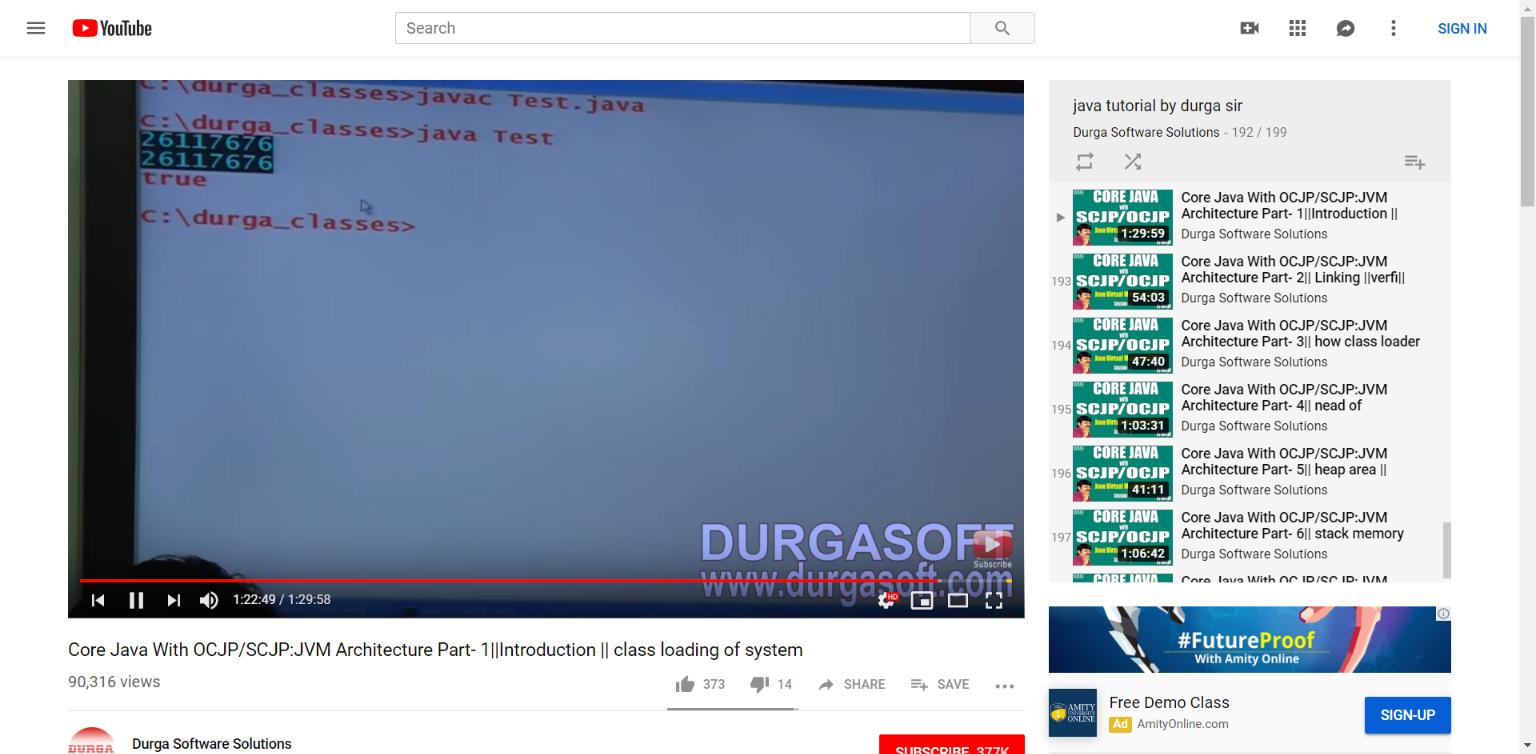 YouTube
Search
SIGN IN
C:\durga_classes>javac Test.java
C:\durga_classes>java Test
26117676
26117676
true
C:\durga_classes>
DURGASOFT
www.durgasoft.com
Subscribe
1:22:49 / 1:29:58
HD
Core Java With OCJP/SCJP:JVM Architecture Part- 1||Introduction || class loading of system
90,316 views
373
14
SHARE
SAVE
DURGA
Durga Software Solutions
SUBSCRIBE 377K
java tutorial by durga sir
Durga Software Solutions - 192 / 199
CORE JAVA
with
SCJP/OCJP
1:29:59
Core Java With OCJP/SCJP:JVM
Architecture Part- 1||Introduction ||
Durga Software Solutions
193
CORE JAVA
with
SCJP/OCJP
54:03
Core Java With OCJP/SCJP:JVM
Architecture Part- 2|| Linking ||verfi||
Durga Software Solutions
194
CORE JAVA
with
SCJP/OCJP
47:40
Core Java With OCJP/SCJP:JVM
Architecture Part- 3|| how class loader
Durga Software Solutions
195
CORE JAVA
with
SCJP/OCJP
1:03:31
Core Java With OCJP/SCJP:JVM
Architecture Part- 4|| nead of
Durga Software Solutions
196
CORE JAVA
with
SCJP/OCJP
41:11
Core Java With OCJP/SCJP:JVM
Architecture Part- 5|| heap area ||
Durga Software Solutions
197
CORE JAVA
with
SCJP/OCJP
1:06:42
Core Java With OCJP/SCJP:JVM
Architecture Part- 6|| stack memory
Durga Software Solutions
CORE JAVA
Core Java With OCJP/SCJP:JVM
#FutureProof
With Amity Online
AMITY
UNIVERSITY
ONLINE
Free Demo Class
Ad AmityOnline.com
SIGN-UP